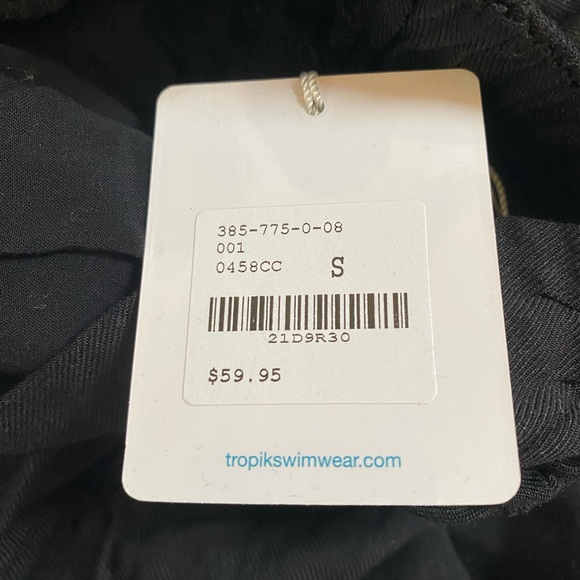 385-775-0-08
001
0458CC S
21D9R30
$59.95
tropikswimwear.com